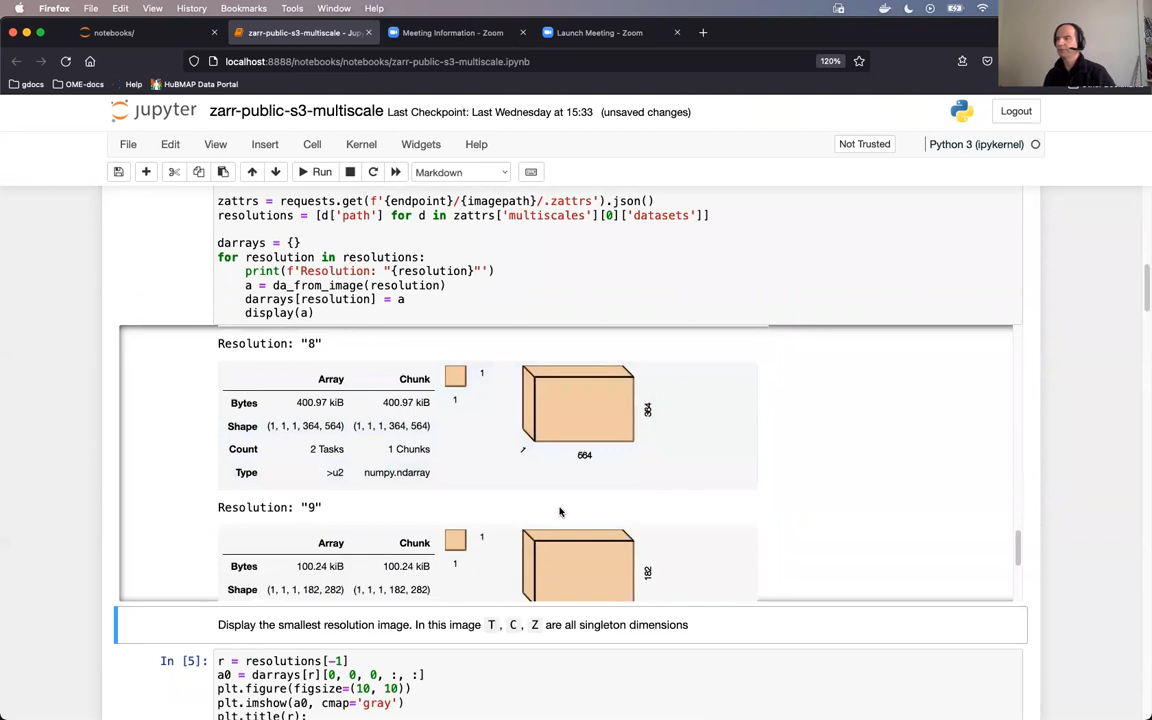 Firefox File Edit View History Bookmarks Tools Window Help
notebooks/ zarr-public-s3-multiscale - Jup Meeting Information - Zoom Launch Meeting - Zoom
localhost:8888/notebooks/notebooks/zarr-public-s3-multiscale.ipynb 120%
gdocs OME-docs Help HuBMAP Data Portal
jupyter zarr-public-s3-multiscale Last Checkpoint: Last Wednesday at 15:33 (unsaved changes) Logout
File Edit View Insert Cell Kernel Widgets Help Not Trusted Python 3 (ipykernel)
Run Markdown
zattrs = requests.get(f'{endpoint}/{imagepath}/.zattrs').json()
resolutions = [d['path'] for d in zattrs['multiscales'][0]['datasets']]
darrays = {}
for resolution in resolutions:
print(f'Resolution: "{resolution}"')
a = da_from_image(resolution)
darrays[resolution] = a
display(a)
Resolution: "8"
Array Chunk
Bytes 400.97 kiB 400.97 kiB
Shape (1, 1, 1, 364, 564) (1, 1, 1, 364, 564)
Count 2 Tasks 1 Chunks
Type >u2 numpy.ndarray
1
1
364
564
Resolution: "9"
Array Chunk
Bytes 100.24 kiB 100.24 kiB
Shape (1, 1, 1, 182, 282) (1, 1, 1, 182, 282)
1
1
182
Display the smallest resolution image. In this image T, C, Z are all singleton dimensions
In [5]: r = resolutions[-1]
a0 = darrays[r][0, 0, 0, :, :]
plt.figure(figsize=(10, 10))
plt.imshow(a0, cmap='gray')
plt.title(r);